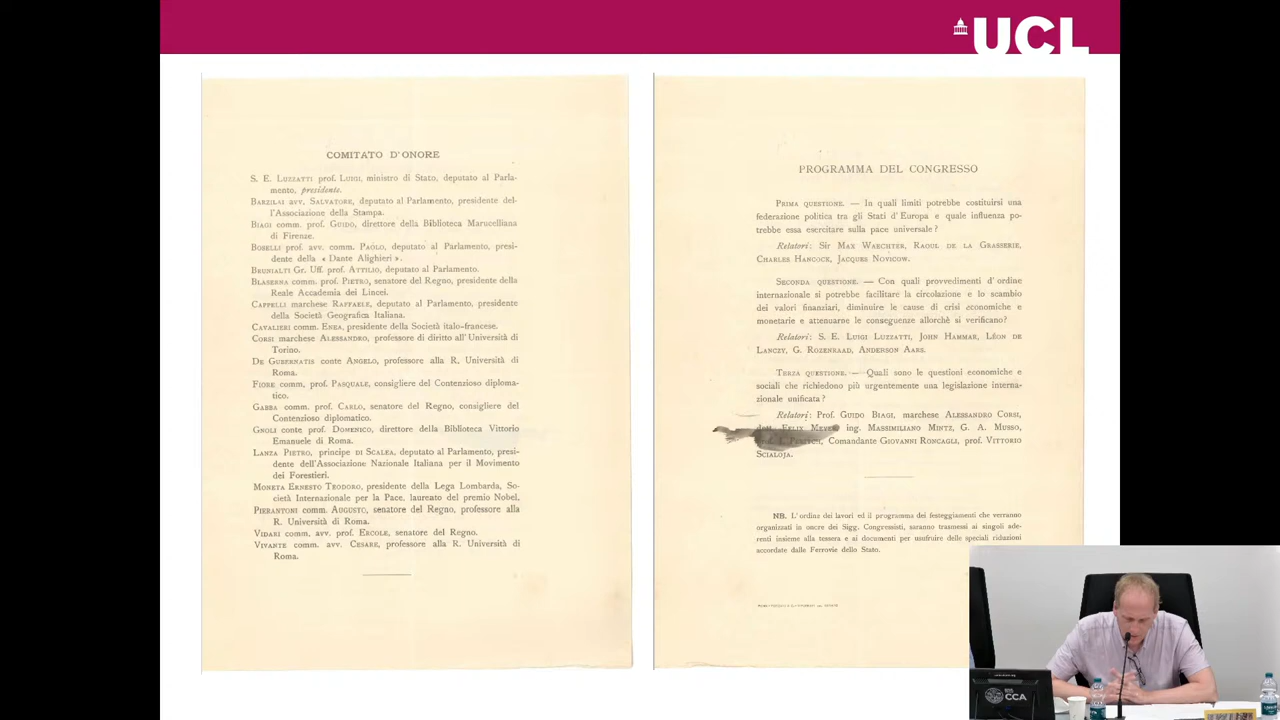 UCL
COMITATO D'ONORE
S. E. LUZZATTI prof. LUIGI, ministro di Stato, deputato al Parla-
mento, presidente.
BARZILAI avv. SALVATORE, deputato al Parlamento, presidente del-
l'Associazione della Stampa.
BIAGI comm. prof. GUIDO, direttore della Biblioteca Marucelliana
di Firenze.
BOSELLI prof. avv. comm. PAOLO, deputato al Parlamento, presi-
dente della « Dante Alighieri ».
BRUNIALTI Gr. Uff. prof. ATTILIO, deputato al Parlamento.
BLASERNA comm. prof. PIETRO, senatore del Regno, presidente della
Reale Accademia dei Lincei.
CAPPELLI marchese RAFFAELE, deputato al Parlamento, presidente
della Società Geografica Italiana.
CAVALIERI comm. ENEA, presidente della Società italo-francese.
CORSI marchese ALESSANDRO, professore di diritto all'Università di
Torino.
DE GUBERNATIS conte ANGELO, professore alla R. Università di
Roma.
FIORE comm, prof. PASQUALE, consigliere del Contenzioso diploma-
tico.
GABBA comm. prof. CARLO, senatore del Regno, consigliere del
Contenzioso diplomatico.
GNOLI conte prof. DOMENICO, direttore della Biblioteca Vittorio
Emanuele di Roma.
LANZA PIETRO, principe di SCALEA, deputato al Parlamento, presi-
dente dell'Associazione Nazionale Italiana per il Movimento
dei Forestieri.
MONETA ERNESTO TEODORO, presidente della Lega Lombarda, So-
cietà Internazionale per la Pace, laureato del premio Nobel.
PIERANTONI comm. AUGUSTO, senatore del Regno, professore alla
R. Università di Roma.
VIDARI comm, avv. prof. ERCOLE, senatore del Regno.
VIVANTE comm. avv. CESARE, professore alla R. Università di
Roma.
PROGRAMMA DEL CONGRESSO
PRIMA QUESTIONE. — In quali limiti potrebbe costituirsi una
federazione politica tra gli Stati d'Europa e quale influenza po-
trebbe essa esercitare sulla pace universale?
Relatori: Sir MAX WAECHTER, RAOUL DE LA GRASSERIE,
CHARLES HANCOCK, JACQUES NOVICOW.
SECONDA QUESTIONE. — Con quali provvedimenti d'ordine
internazionale si potrebbe facilitare la circolazione e lo scambio
dei valori finanziari, diminuire le cause di crisi economiche e
monetarie e attenuarne le conseguenze allorchè si verificano?
Relatori: S. E. LUIGI LUZZATTI, JOHN HAMMAR, LÉON DE
LANCZY, G. ROZENRAAD, ANDERSON AARS.
TERZA QUESTIONE. — Quali sono le questioni economiche e
sociali che richiedono più urgentemente una legislazione interna-
zionale unificata?
Relatori: Prof. GUIDO BIAGI, marchese ALESSANDRO CORSI,
dott. FELIX MEYER, ing. MASSIMILIANO MINTZ, G. A. MUSSO,
Comandante GIOVANNI RONCAGLI, prof. VITTORIO
SCIALOJA.
NB. L'ordine dei lavori ed il programma dei festeggiamenti che verranno
organizzati in onore dei Sigg. Congressisti, saranno trasmessi ai singoli ade-
renti insieme alla tessera e ai documenti per usufruire delle speciali riduzioni
accordate dalle Ferrovie dello Stato.
CCA